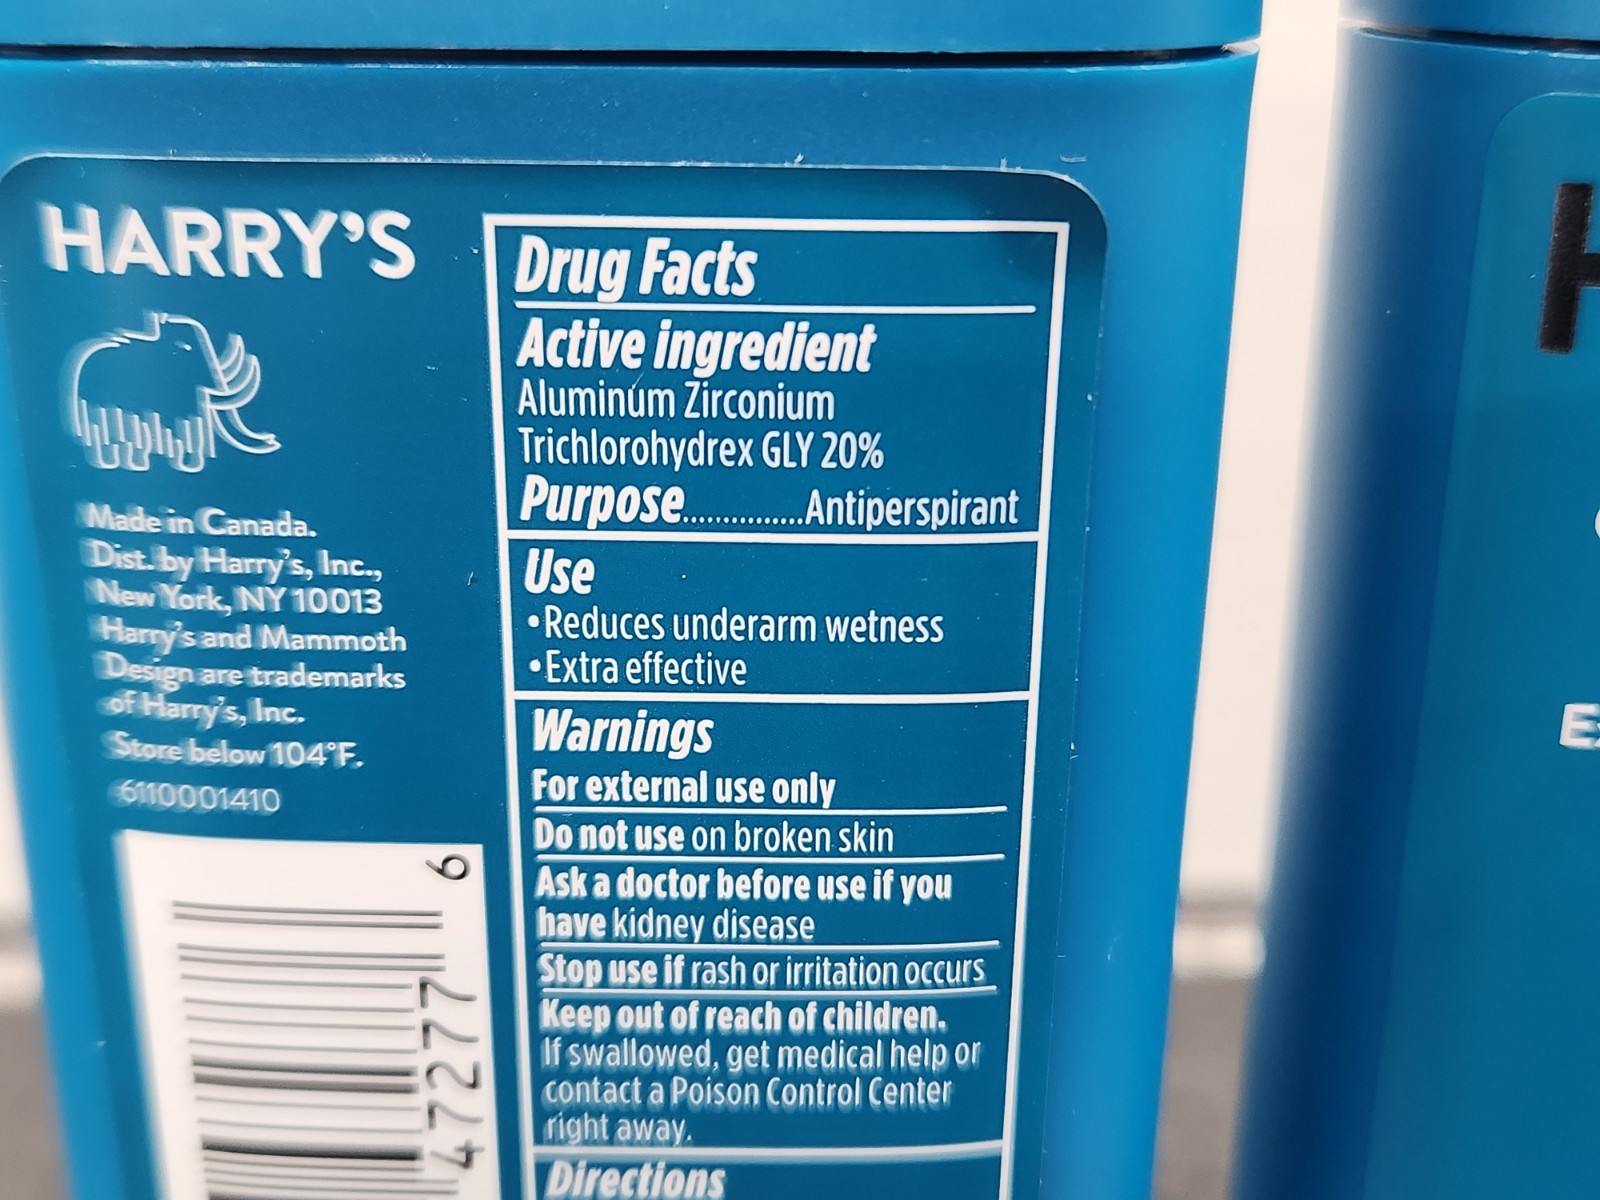 HARRY'S
Made in Canada.
Dist. by Harry's, Inc.,
New York, NY 10013
Harry's and Mammoth
Design are trademarks
of Harry's, Inc.
Store below 104°F.
6110001410
6
47277
Drug Facts
Active ingredient
Aluminum Zirconium
Trichlorohydrex GLY 20%
Purpose................Antiperspirant
Use
•Reduces underarm wetness
•Extra effective
Warnings
For external use only
Do not use on broken skin
Ask a doctor before use if you
have kidney disease
Stop use if rash or irritation occurs
Keep out of reach of children.
If swallowed, get medical help or
contact a Poison Control Center
right away.
Directions